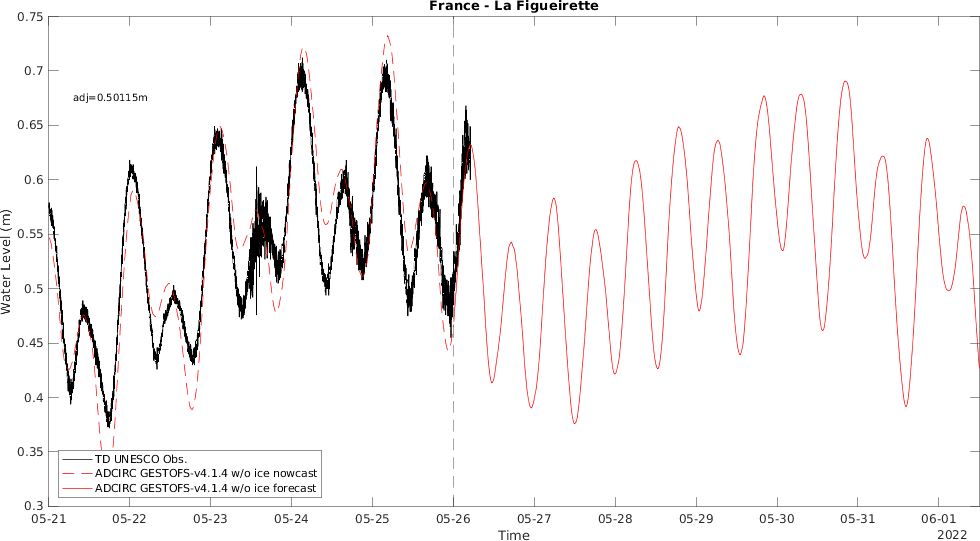 France - La Figueirette
0.75
0.7
0.65
0.6
0.55
0.5
0.45
0.4
0.35
0.3
Water Level (m)
adj=0.50115m
TD UNESCO Obs.
ADCIRC GESTOFS-v4.1.4 w/o ice nowcast
ADCIRC GESTOFS-v4.1.4 w/o ice forecast
05-21 05-22 05-23 05-24 05-25 05-26 05-27 05-28 05-29 05-30 05-31 06-01
Time 2022